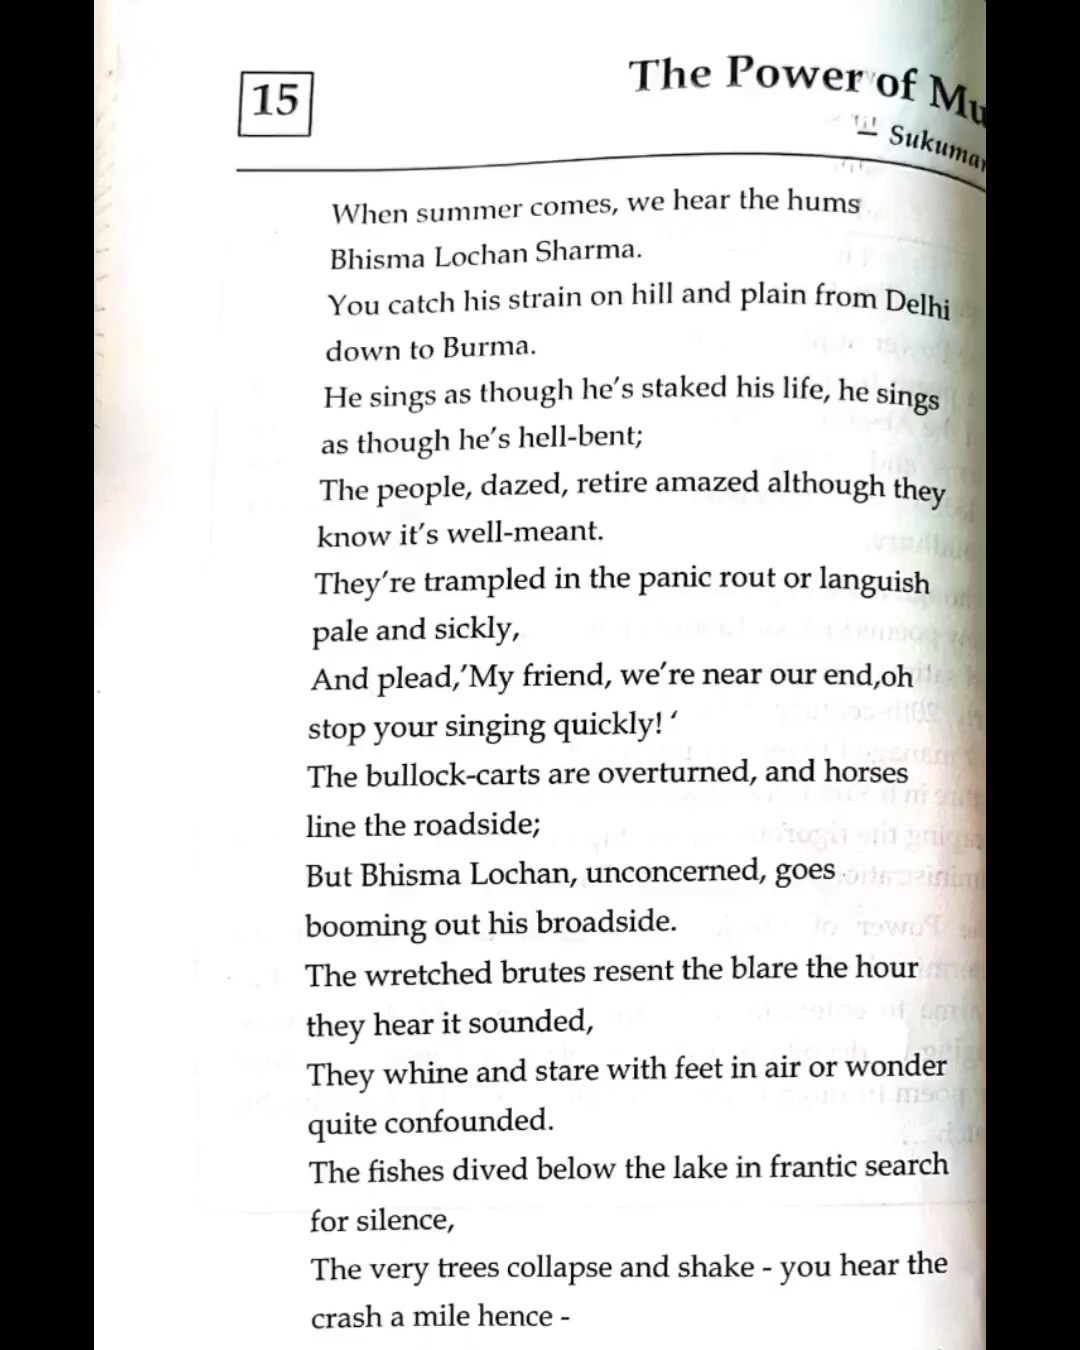 15
The Power of Mu
Sukumar
When summer comes, we hear the hums
Bhisma Lochan Sharma.
You catch his strain on hill and plain from Delhi
down to Burma.
He sings as though he's staked his life, he sings
as though he's hell-bent;
The people, dazed, retire amazed although they
know it's well-meant.
They're trampled in the panic rout or languish
pale and sickly,
And plead,'My friend, we're near our end,oh
stop your singing quickly! '
The bullock-carts are overturned, and horses
line the roadside;
But Bhisma Lochan, unconcerned, goes
booming out his broadside.
The wretched brutes resent the blare the hour
they hear it sounded,
They whine and stare with feet in air or wonder
quite confounded.
The fishes dived below the lake in frantic search
for silence,
The very trees collapse and shake - you hear the
crash a mile hence -